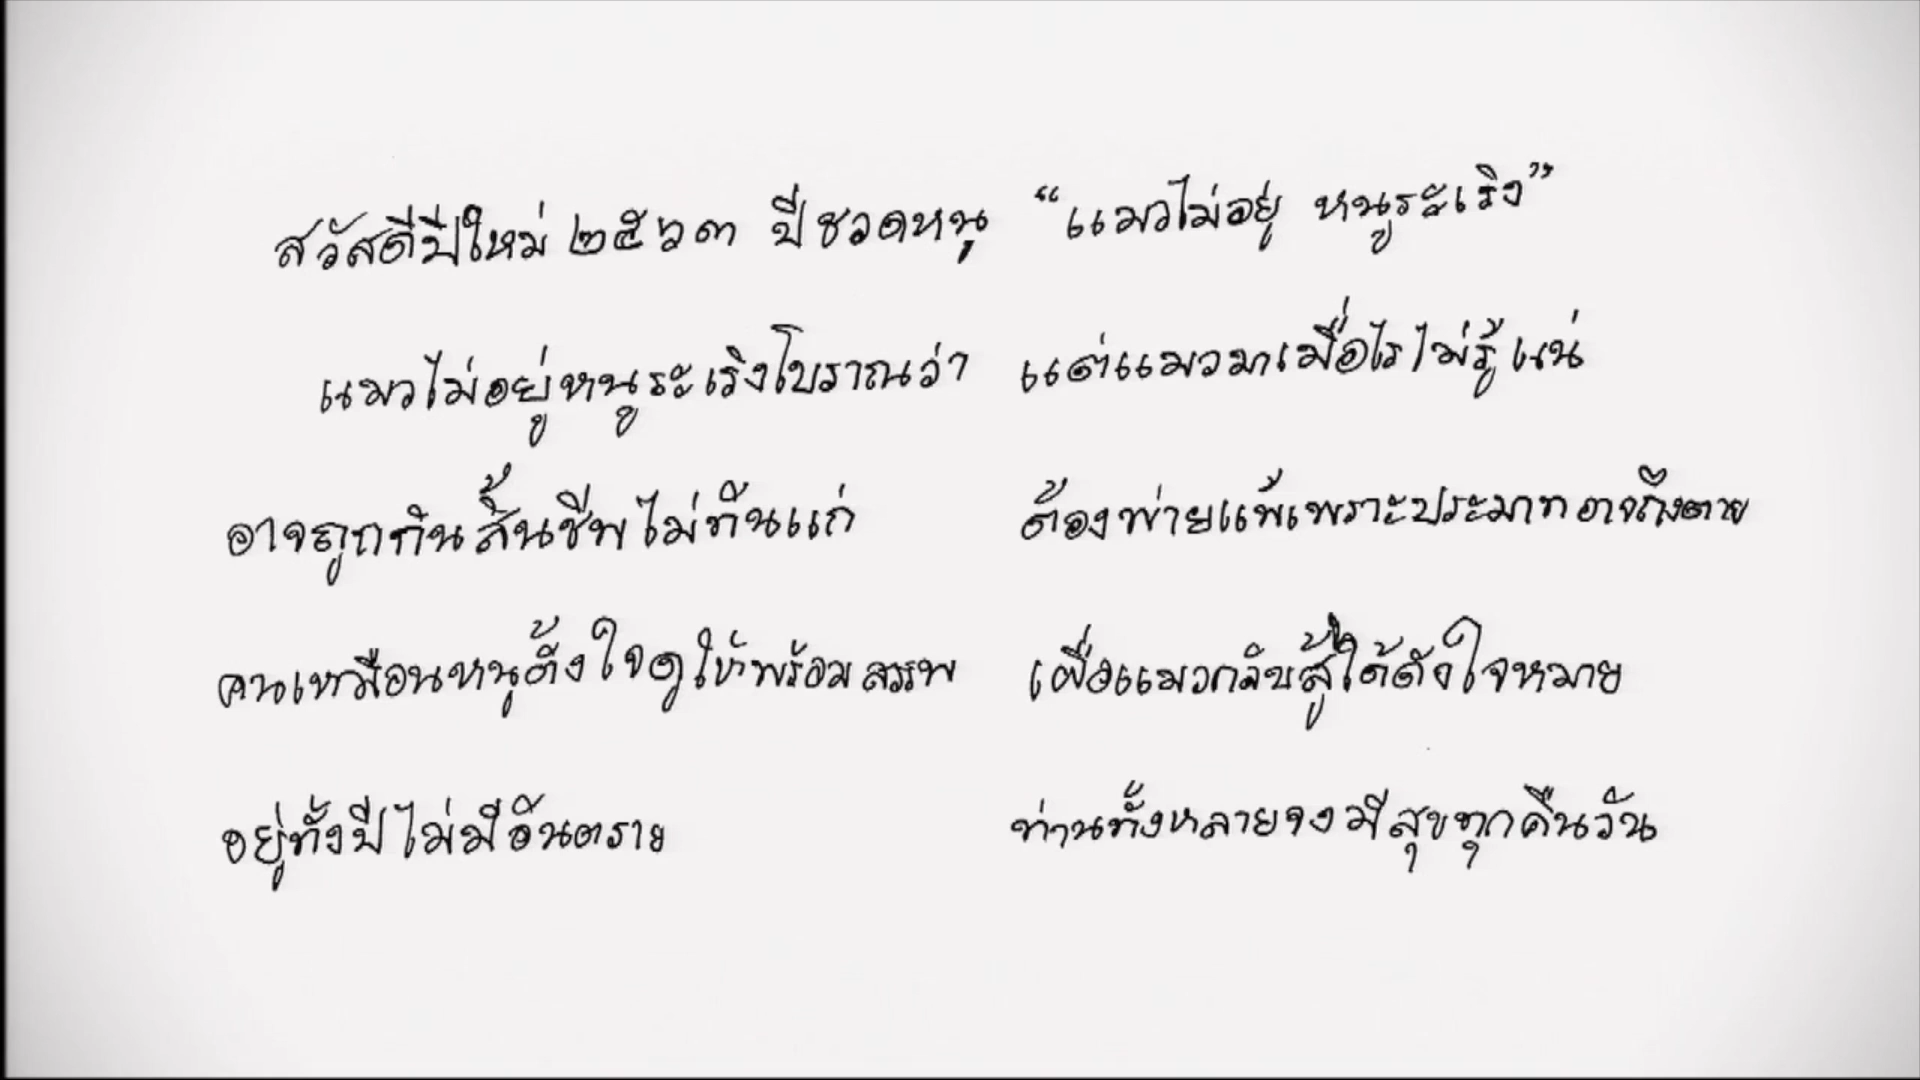 สวัสดีปีใหม่ ๒๕๖๓ ปีชวดหนุ “แมวไม่อยู่ หนูระเริง”
แมวไม่อยู่หนูระเริงโบราณว่า แต่แมวมาเมื่อไรไม่รู้แน่
อาจถูกกินสิ้นชีพไม่ทันแก่ ต้องพ่ายแพ้เพราะประมาทอาจถึงตาย
คนเหมือนหนุตั้งใจดูให้พร้อมสรรพ เผื่อแมวกลับสู้ได้ดังใจหมาย
อยู่ทั้งปีไม่มีอันตราย ท่านทั้งหลายจงมีสุขทุกคืนวัน